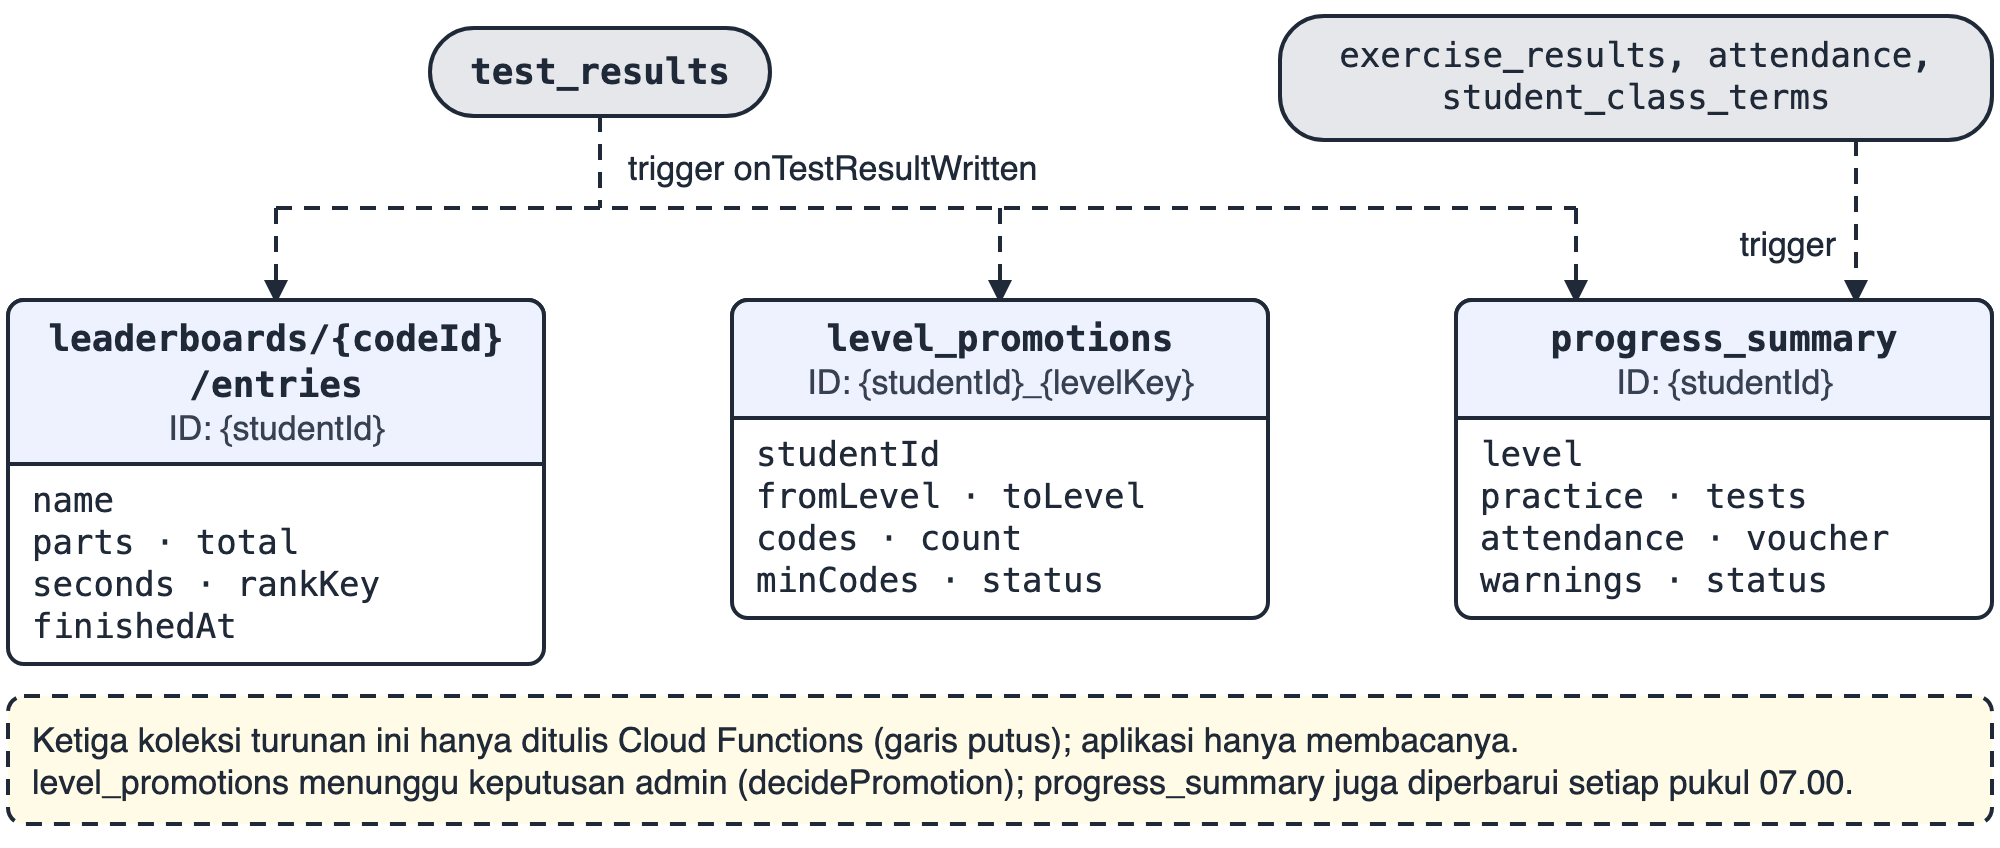 test_results
exercise_results, attendance,
student_class_terms
trigger onTestResultWritten
trigger
leaderboards/{codeId}
/entries
ID: {studentId}
name
parts · total
seconds · rankKey
finishedAt
level_promotions
ID: {studentId}_{levelKey}
studentId
fromLevel · toLevel
codes · count
minCodes · status
progress_summary
ID: {studentId}
level
practice · tests
attendance · voucher
warnings · status
Ketiga koleksi turunan ini hanya ditulis Cloud Functions (garis putus); aplikasi hanya membacanya.
level_promotions menunggu keputusan admin (decidePromotion); progress_summary juga diperbarui setiap pukul 07.00.